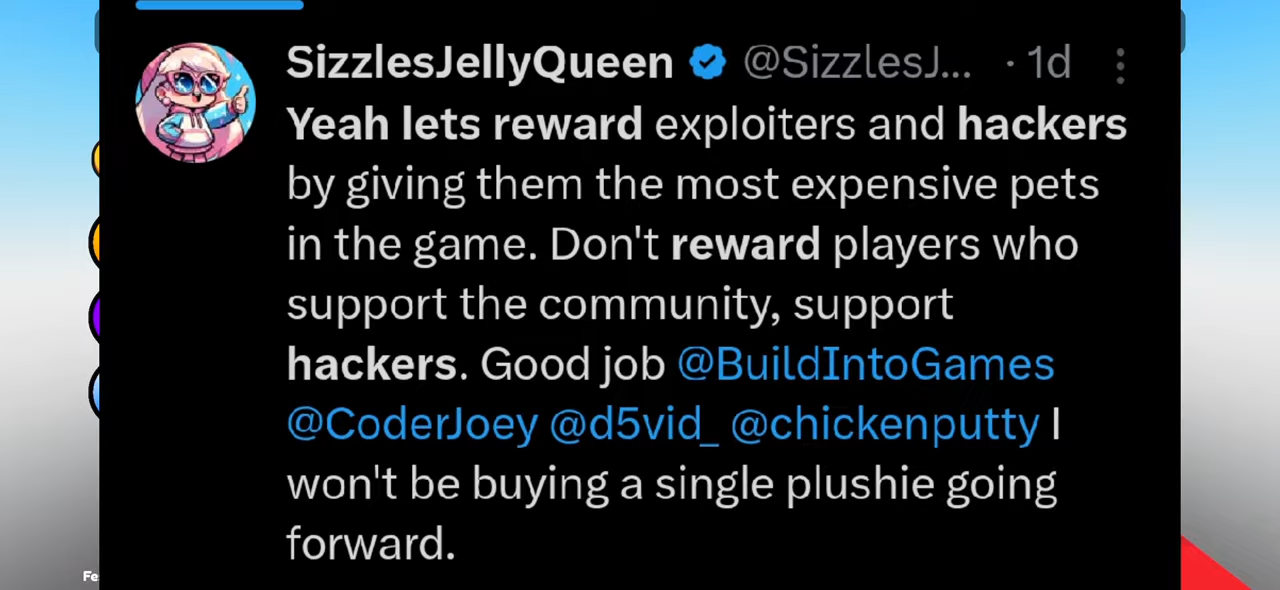 SizzlesJellyQueen @SizzlesJ... · 1d
Yeah lets reward exploiters and hackers
by giving them the most expensive pets
in the game. Don't reward players who
support the community, support
hackers. Good job @BuildIntoGames
@CoderJoey @d5vid_ @chickenputty I
won't be buying a single plushie going
forward.
Fe